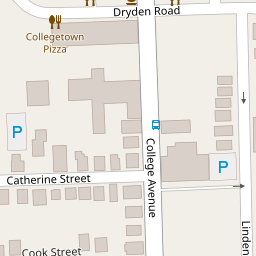 Dryden Road
Collegetown
Pizza
College Avenue
P
P
Catherine Street
Linden
Cook Street